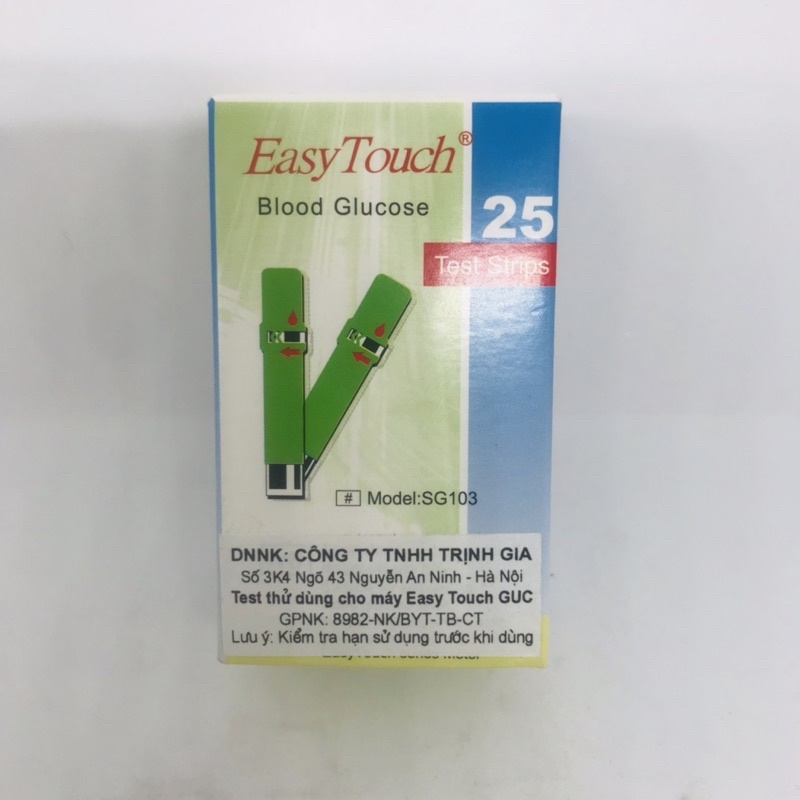 EasyTouch®
Blood Glucose
25
Test Strips
# Model:SG103
DNNK: CÔNG TY TNHH TRỊNH GIA
Số 3K4 Ngõ 43 Nguyễn An Ninh - Hà Nội
Test thử dùng cho máy Easy Touch GUC
GPNK: 8982-NK/BYT-TB-CT
Lưu ý: Kiểm tra hạn sử dụng trước khi dùng